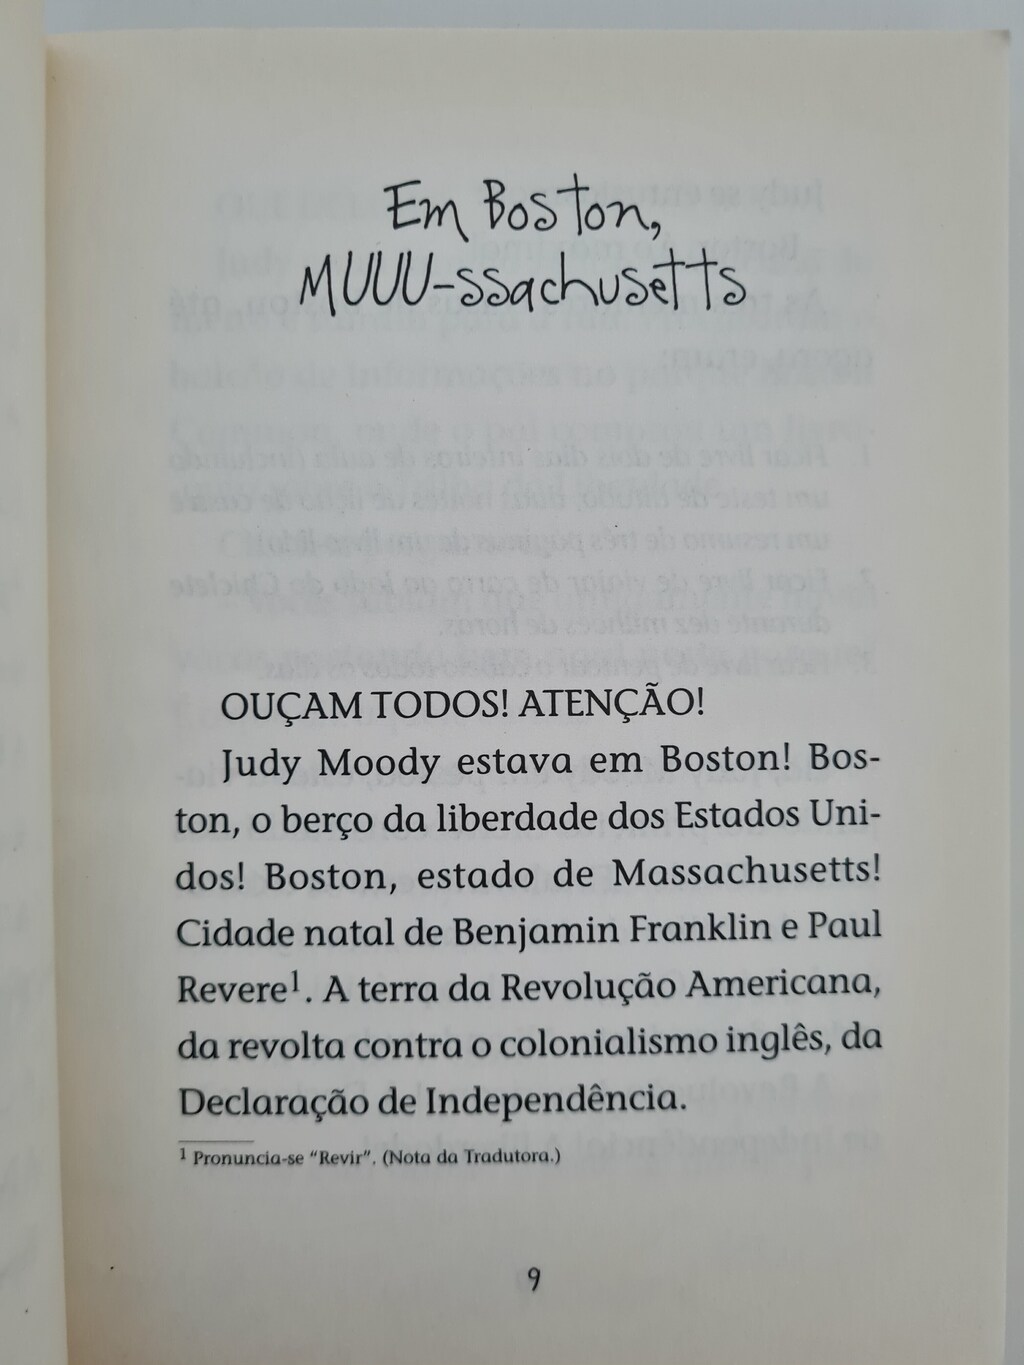 Em Boston,
MUUU-ssachusetts
OUÇAM TODOS! ATENÇÃO!
Judy Moody estava em Boston! Bos-
ton, o berço da liberdade dos Estados Uni-
dos! Boston, estado de Massachusetts!
Cidade natal de Benjamin Franklin e Paul
Revere¹. A terra da Revolução Americana,
da revolta contra o colonialismo inglês, da
Declaração de Independência.
¹ Pronuncia-se “Revir”. (Nota da Tradutora.)
9